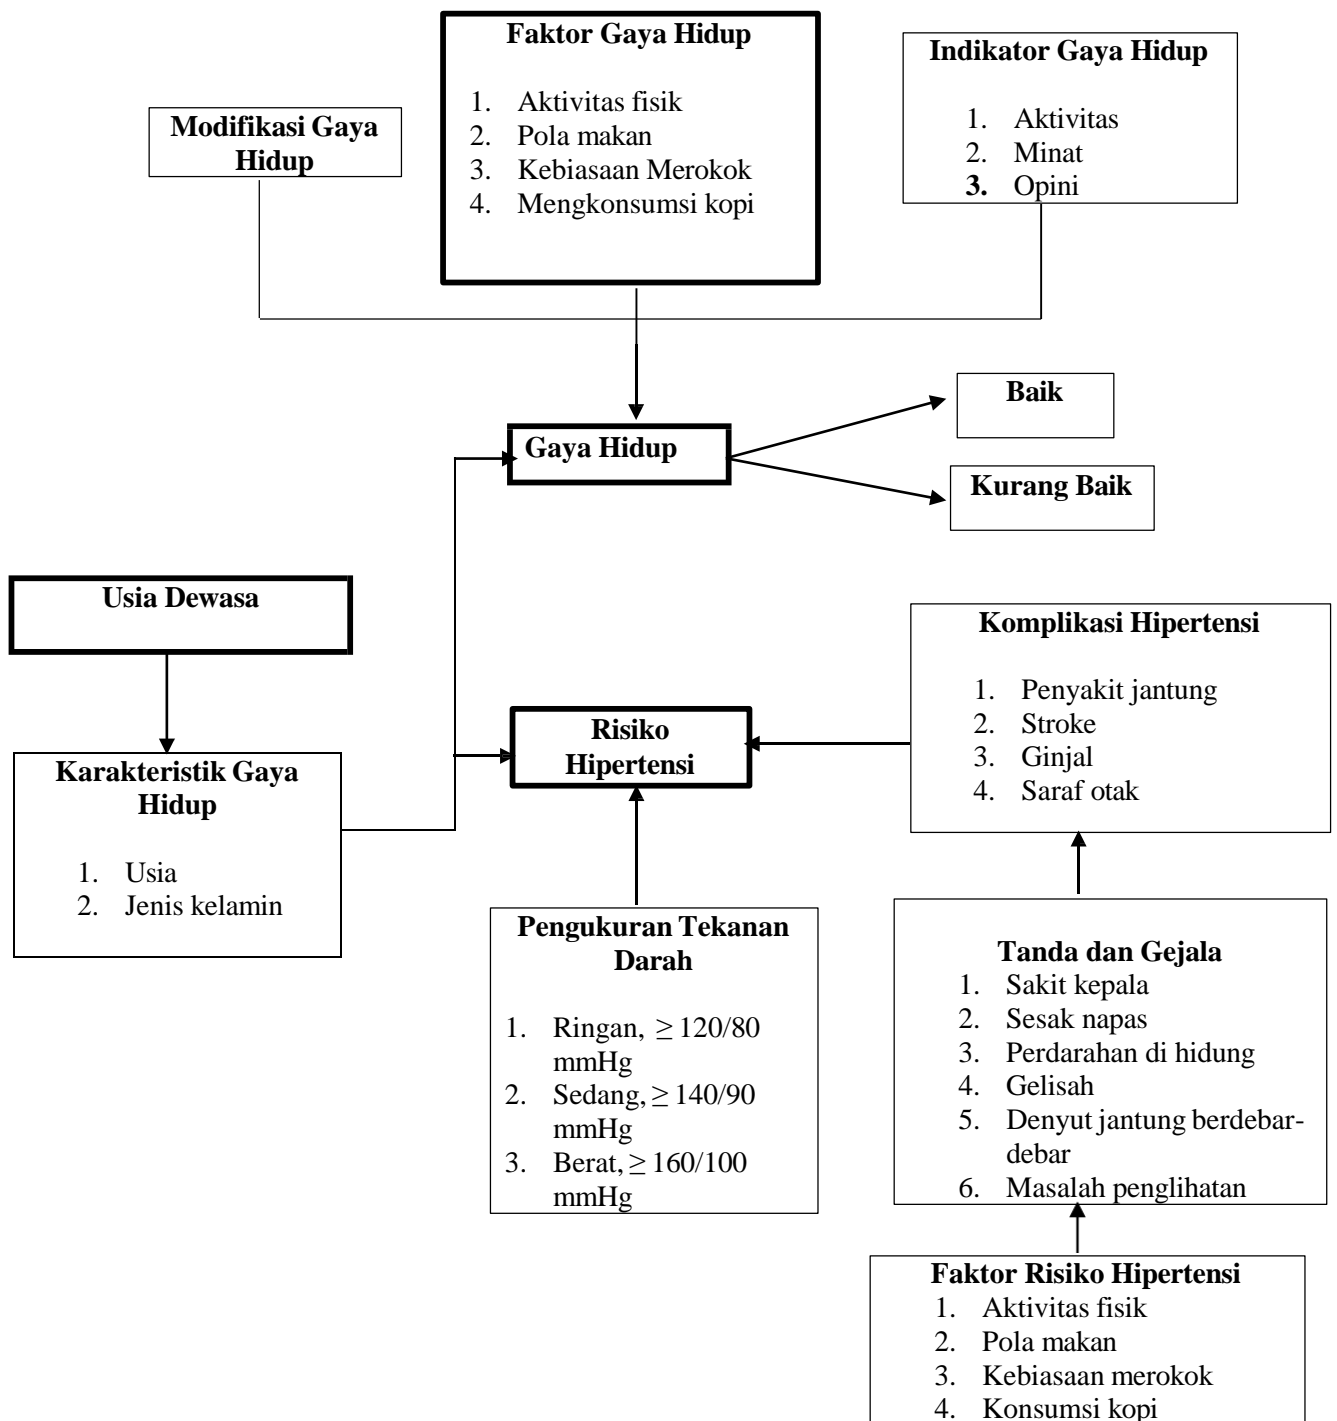 Faktor Gaya Hidup
1. Aktivitas fisik
2. Pola makan
3. Kebiasaan Merokok
4. Mengkonsumsi kopi
Indikator Gaya Hidup
1. Aktivitas
2. Minat
3. Opini
Modifikasi Gaya
Hidup
Baik
Gaya Hidup
Kurang Baik
Usia Dewasa
Komplikasi Hipertensi
1. Penyakit jantung
2. Stroke
3. Ginjal
4. Saraf otak
Risiko
Hipertensi
Karakteristik Gaya
Hidup
1. Usia
2. Jenis kelamin
Pengukuran Tekanan
Darah
1. Ringan, ≥ 120/80
mmHg
2. Sedang, ≥ 140/90
mmHg
3. Berat, ≥ 160/100
mmHg
Tanda dan Gejala
1. Sakit kepala
2. Sesak napas
3. Perdarahan di hidung
4. Gelisah
5. Denyut jantung berdebar-
debar
6. Masalah penglihatan
Faktor Risiko Hipertensi
1. Aktivitas fisik
2. Pola makan
3. Kebiasaan merokok
4. Konsumsi kopi